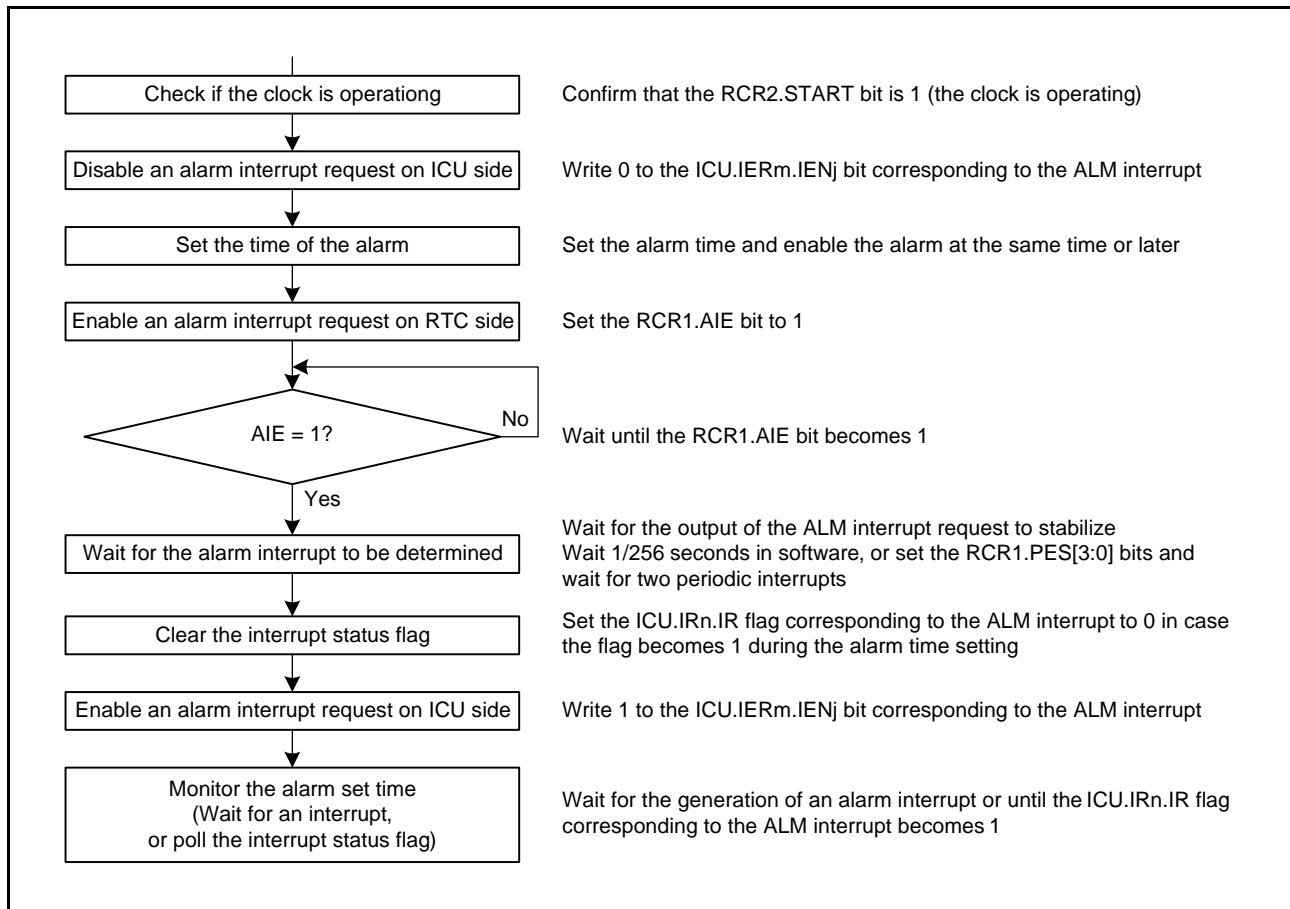 Check if the clock is operationg
Confirm that the RCR2.START bit is 1 (the clock is operating)
Disable an alarm interrupt request on ICU side
Write 0 to the ICU.IERm.IENj bit corresponding to the ALM interrupt
Set the time of the alarm
Set the alarm time and enable the alarm at the same time or later
Enable an alarm interrupt request on RTC side
Set the RCR1.AIE bit to 1
No
AIE = 1?
Wait until the RCR1.AIE bit becomes 1
Yes
Wait for the alarm interrupt to be determined
Wait for the output of the ALM interrupt request to stabilize
Wait 1/256 seconds in software, or set the RCR1.PES[3:0] bits and
wait for two periodic interrupts
Clear the interrupt status flag
Set the ICU.IRn.IR flag corresponding to the ALM interrupt to 0 in case
the flag becomes 1 during the alarm time setting
Enable an alarm interrupt request on ICU side
Write 1 to the ICU.IERm.IENj bit corresponding to the ALM interrupt
Monitor the alarm set time
(Wait for an interrupt,
or poll the interrupt status flag)
Wait for the generation of an alarm interrupt or until the ICU.IRn.IR flag
corresponding to the ALM interrupt becomes 1